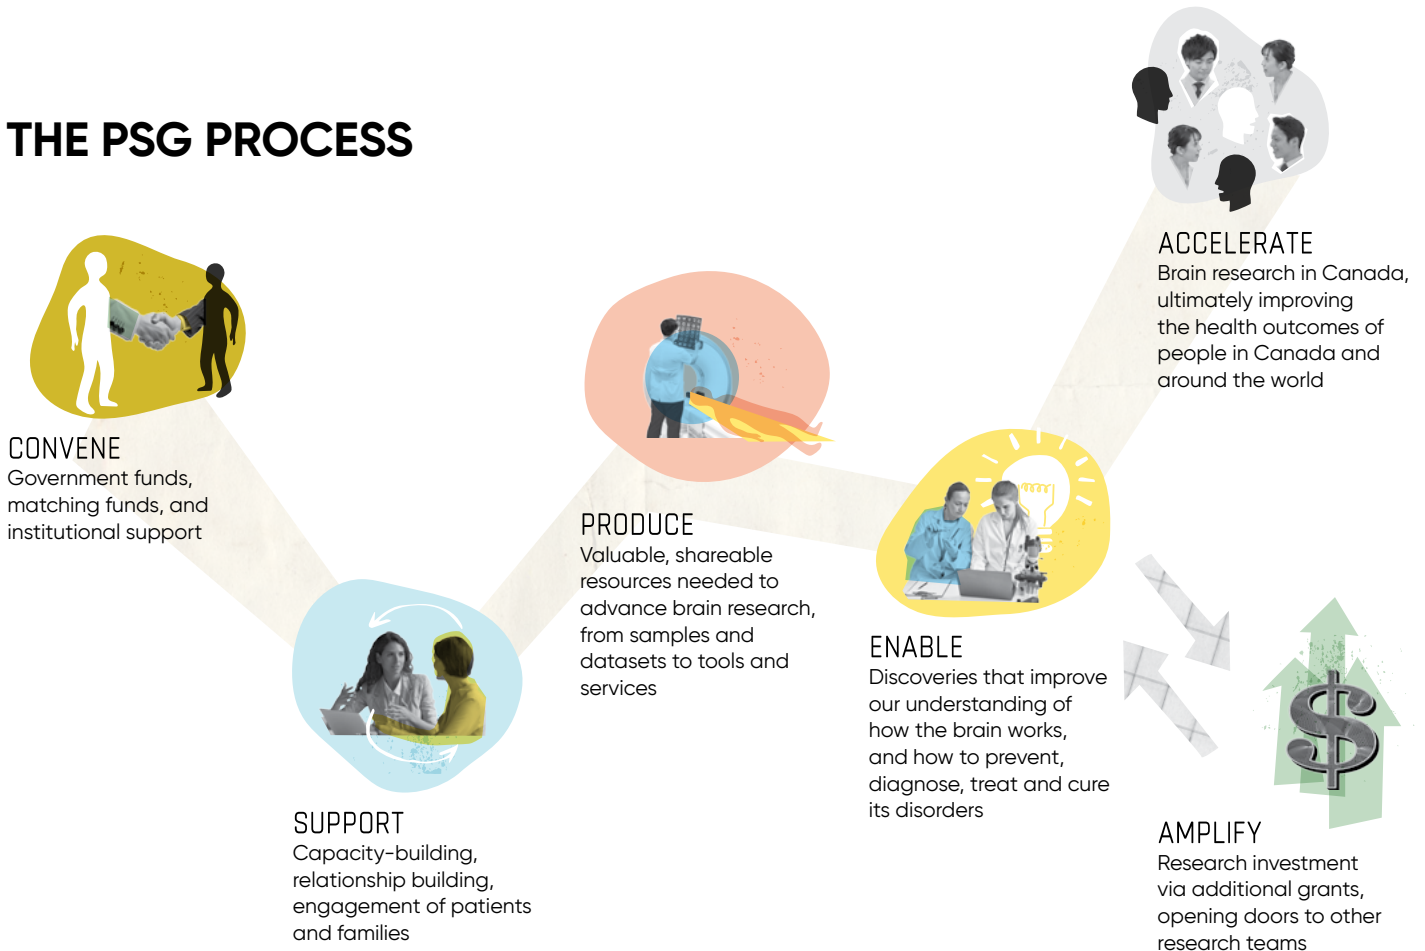 THE PSG PROCESS
CONVENE
Government funds,
matching funds, and
institutional support
SUPPORT
Capacity-building,
relationship building,
engagement of patients
and families
PRODUCE
Valuable, shareable
resources needed to
advance brain research,
from samples and
datasets to tools and
services
ENABLE
Discoveries that improve
our understanding of
how the brain works,
and how to prevent,
diagnose, treat and cure
its disorders
ACCELERATE
Brain research in Canada,
ultimately improving
the health outcomes of
people in Canada and
around the world
$
AMPLIFY
Research investment
via additional grants,
opening doors to other
research teams